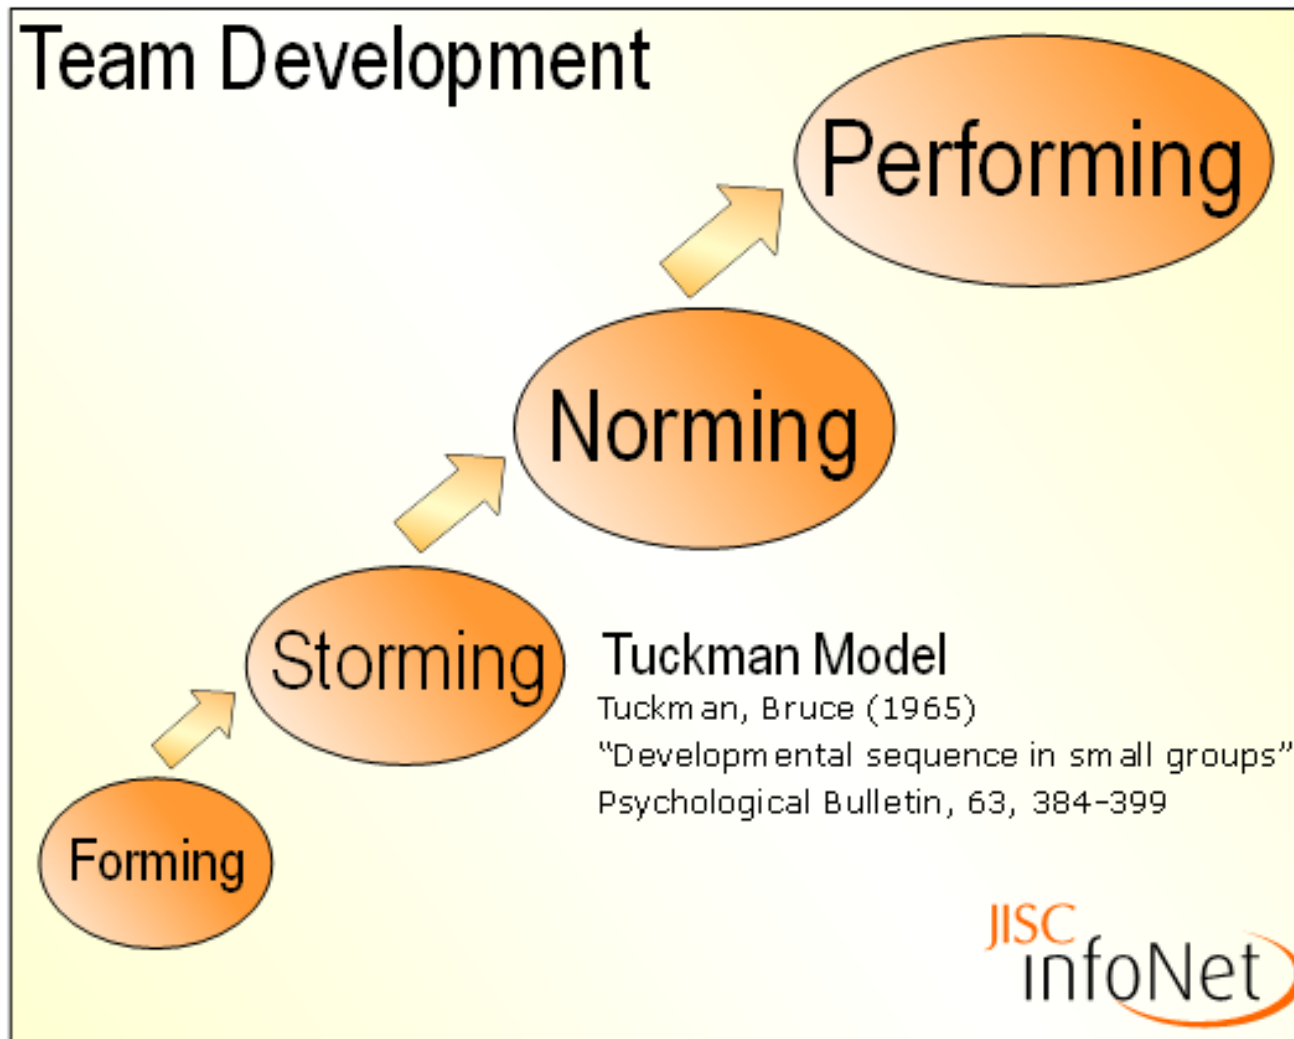 Team Development
Performing
Norming
Storming
Forming
Tuckman Model
Tuckman, Bruce (1965)
“Developmental sequence in small groups”
Psychological Bulletin, 63, 384-399
JISC
infoNet